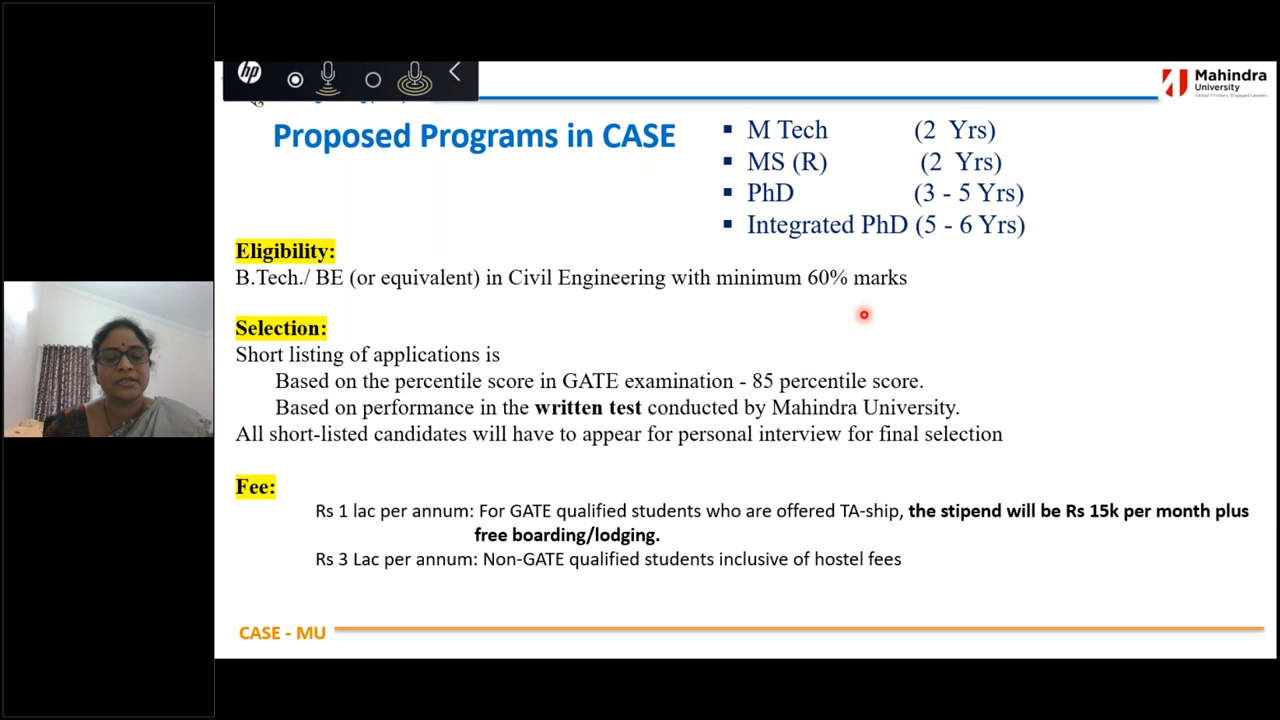 hp
Mahindra
University
Global Thinkers. Engaged Leaders.
Proposed Programs in CASE
▪ M Tech (2 Yrs)
▪ MS (R) (2 Yrs)
▪ PhD (3 - 5 Yrs)
▪ Integrated PhD (5 - 6 Yrs)
Eligibility:
B.Tech./ BE (or equivalent) in Civil Engineering with minimum 60% marks
Selection:
Short listing of applications is
Based on the percentile score in GATE examination - 85 percentile score.
Based on performance in the written test conducted by Mahindra University.
All short-listed candidates will have to appear for personal interview for final selection
Fee:
Rs 1 lac per annum: For GATE qualified students who are offered TA-ship, the stipend will be Rs 15k per month plus
free boarding/lodging.
Rs 3 Lac per annum: Non-GATE qualified students inclusive of hostel fees
CASE - MU